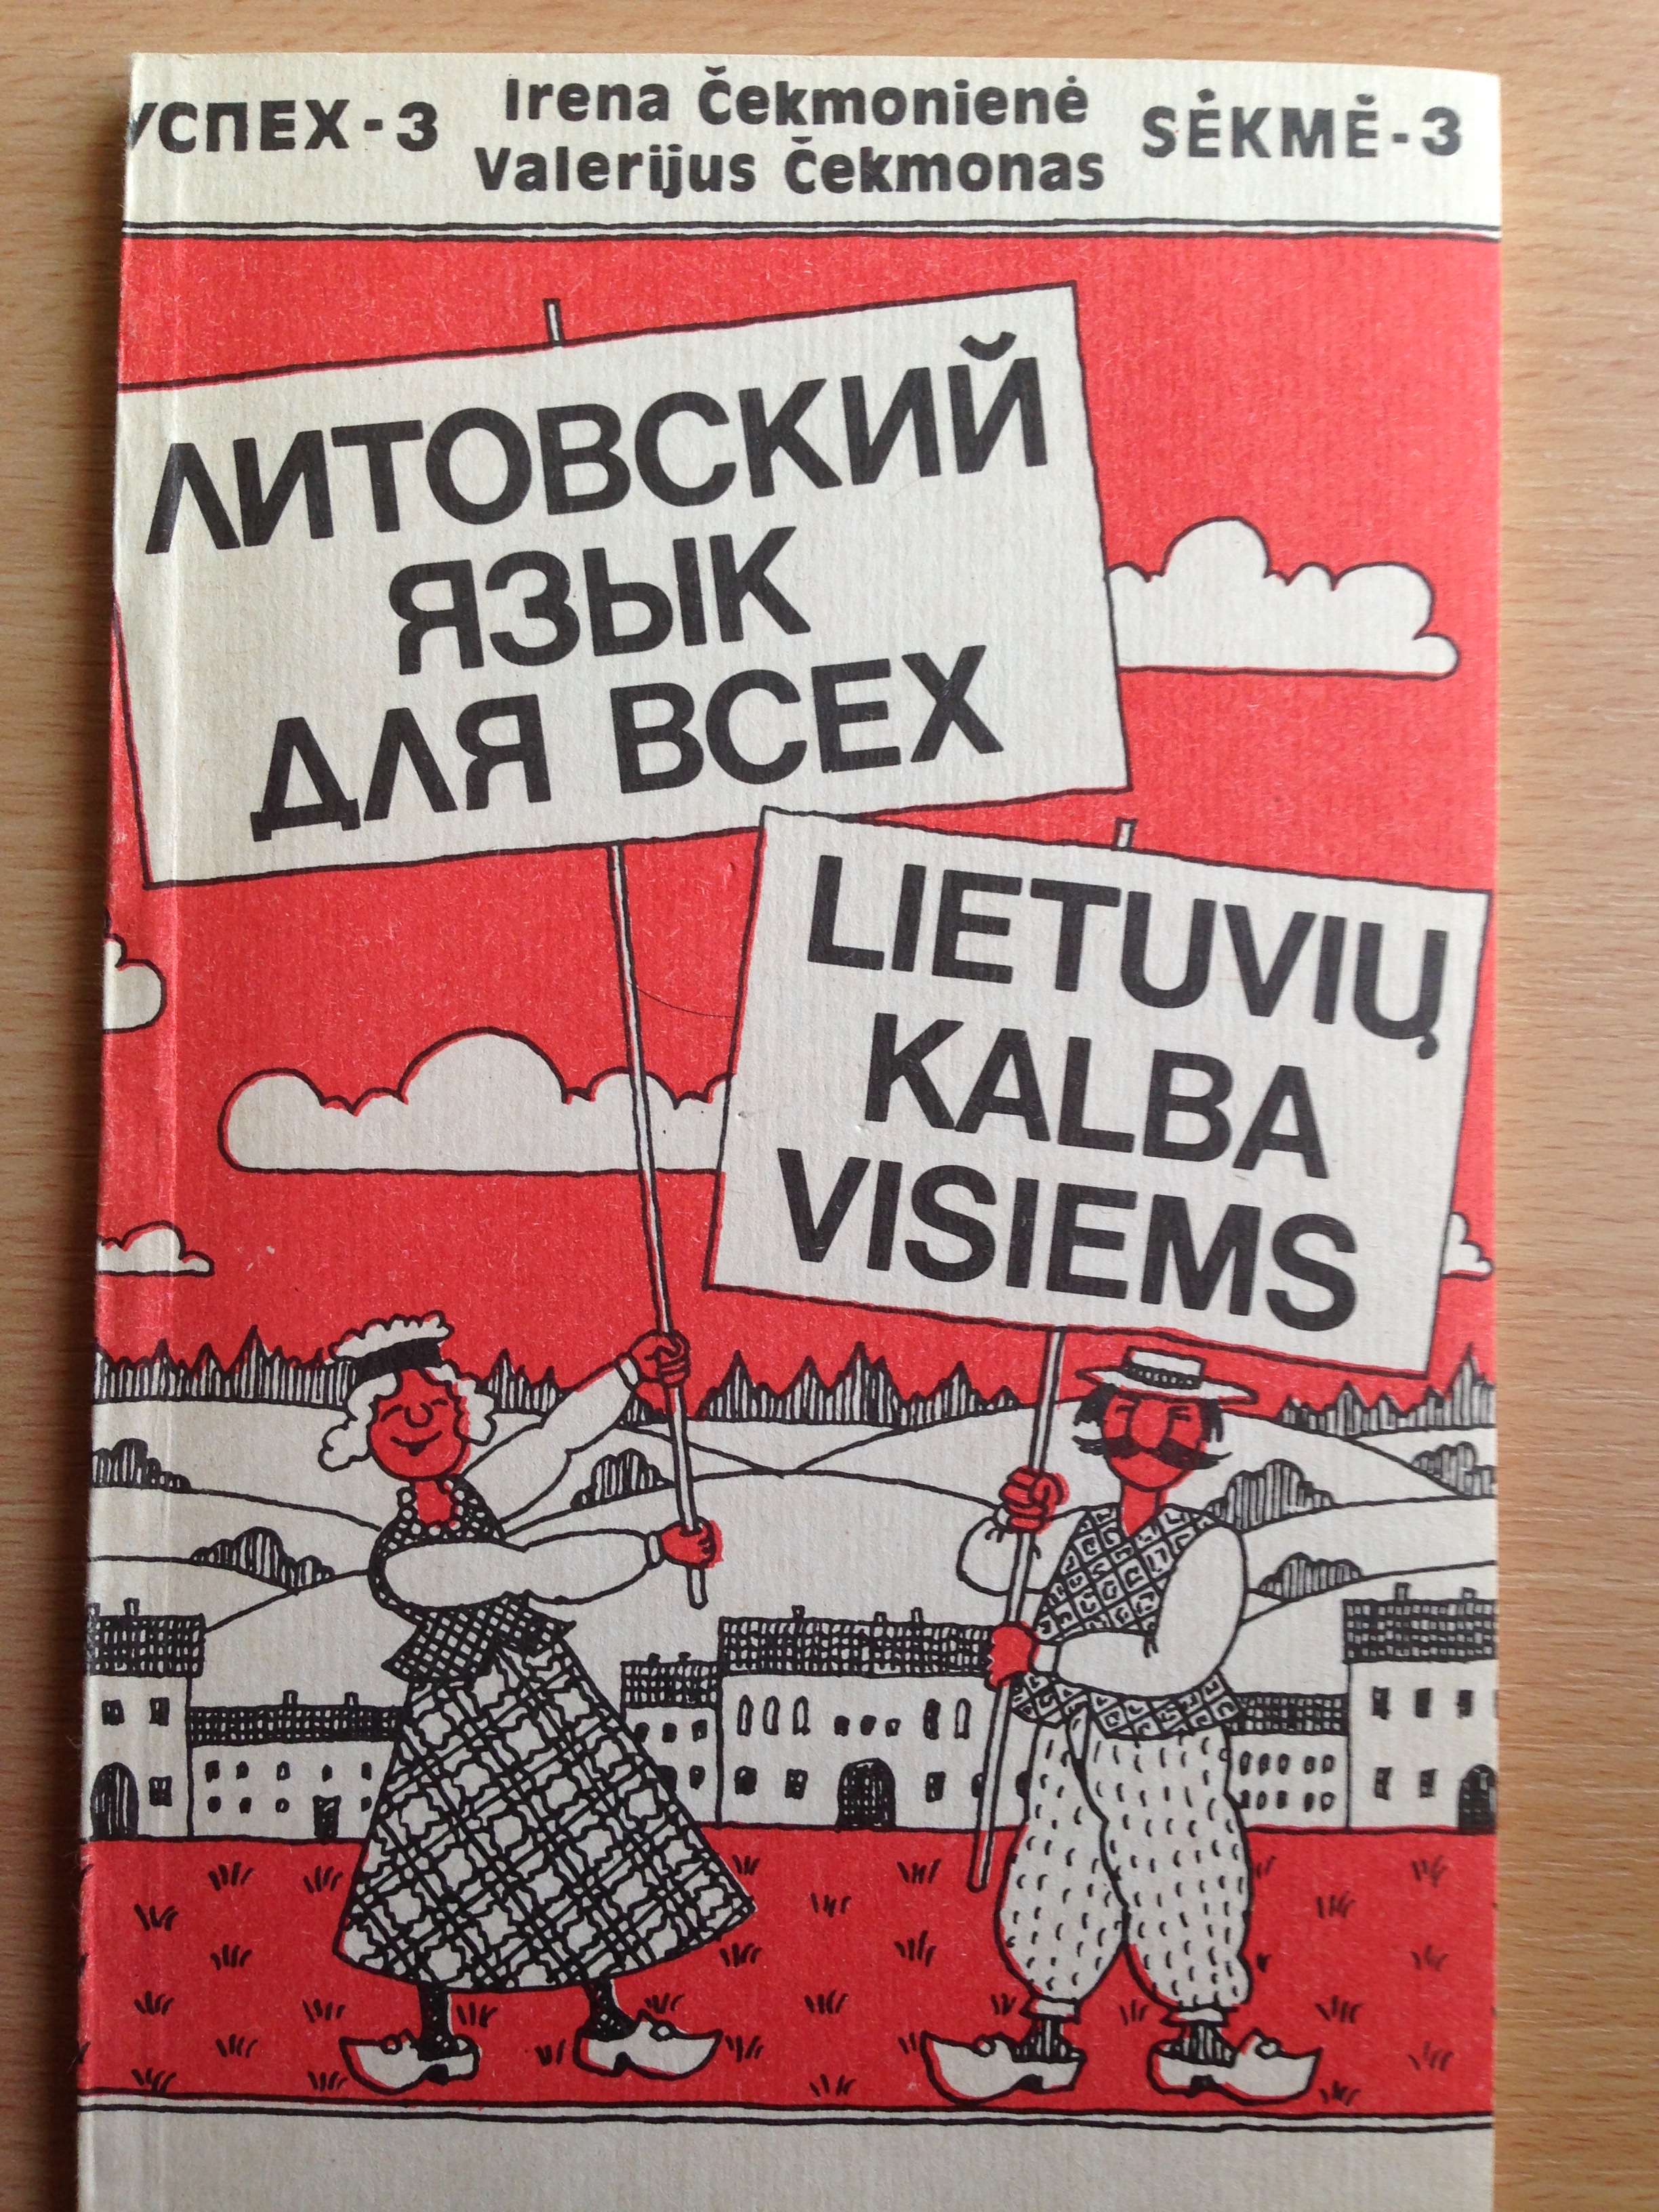 УСПЕХ-3
Irena Čekmonienė
Valerijus Čekmonas
SĖKMĖ-3
ЛИТОВСКИЙ
ЯЗЫК
ДЛЯ ВСЕХ
LIETUVIŲ
KALBA
VISIEMS